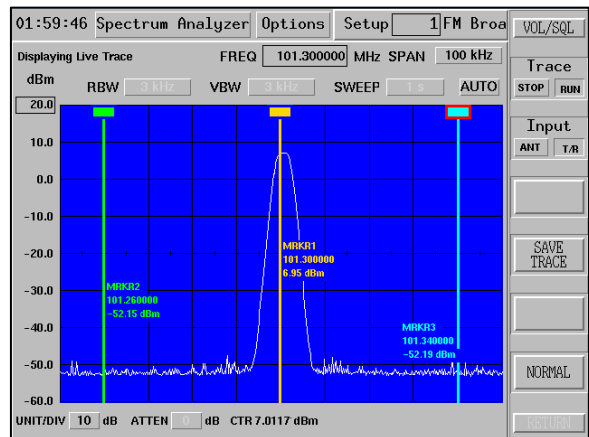 01:59:46 Spectrum Analyzer Options Setup 1 FM Broa
VOL/SQL
Displaying Live Trace FREQ 101.300000 MHz SPAN 100 kHz
Trace
STOP RUN
dBm RBW 3 kHz VBW 3 kHz SWEEP 1 s AUTO
20.0
Input
ANT T/R
10.0
0.0
-10.0
-20.0
-30.0
-40.0
-50.0
-60.0
MRKR1
101.300000
6.95 dBm
MRKR2
101.260000
-52.15 dBm
MRKR3
101.340000
-52.19 dBm
SAVE
TRACE
NORMAL
UNIT/DIV 10 dB ATTEN 0 dB CTR 7.0117 dBm
RETURN